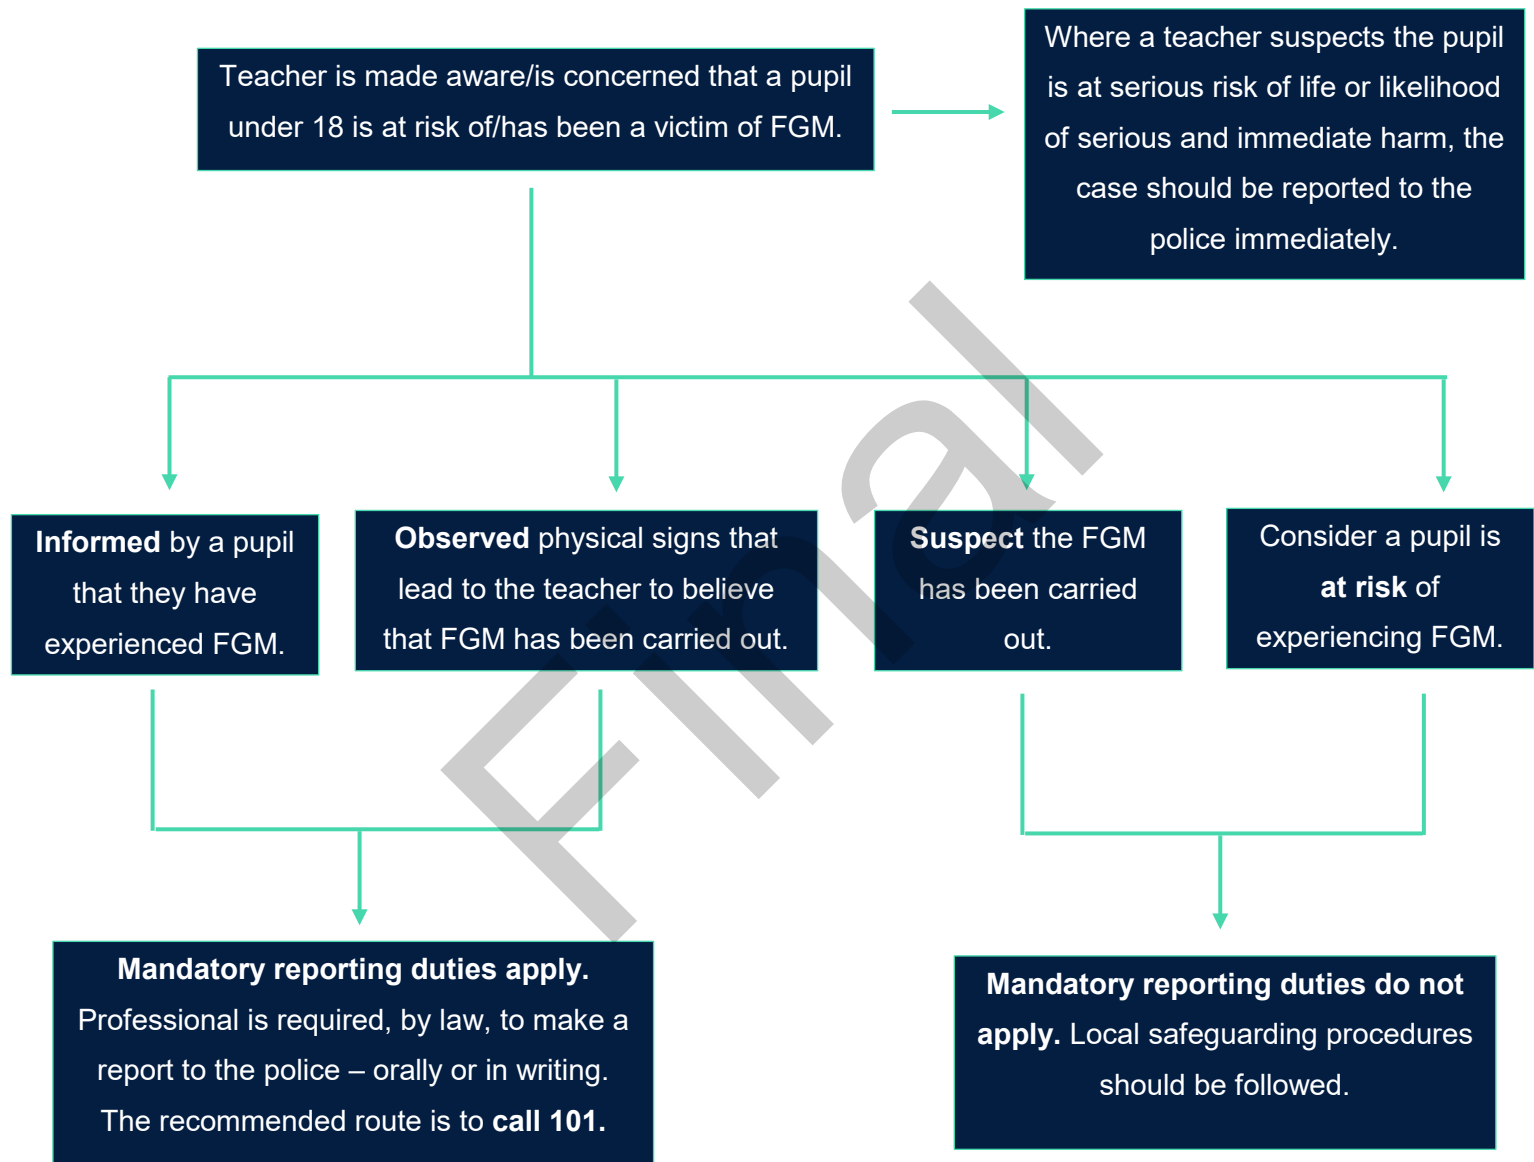 Teacher is made aware/is concerned that a pupil
under 18 is at risk of/has been a victim of FGM.
Where a teacher suspects the pupil
is at serious risk of life or likelihood
of serious and immediate harm, the
case should be reported to the
police immediately.
Informed by a pupil
that they have
experienced FGM.
Observed physical signs that
lead to the teacher to believe
that FGM has been carried out.
Suspect the FGM
has been carried
out.
Consider a pupil is
at risk of
experiencing FGM.
Mandatory reporting duties apply.
Professional is required, by law, to make a
report to the police – orally or in writing.
The recommended route is to call 101.
Mandatory reporting duties do not
apply. Local safeguarding procedures
should be followed.
Final